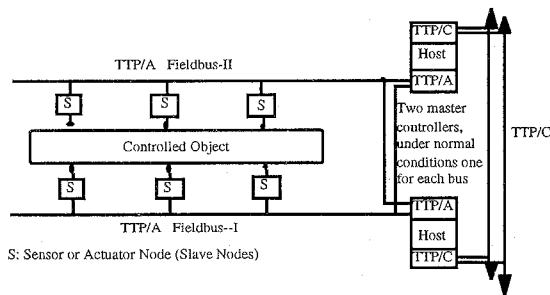 TTP/C
Host
TTP/A Fieldbus-II
TTP/A
S S S
Two master
controllers,
under normal
conditions one
for each bus
TTP/C
Controlled Object
S S S
TTP/A
TTP/A Fieldbus--I
Host
S: Sensor or Actuator Node (Slave Nodes)
TTP/C